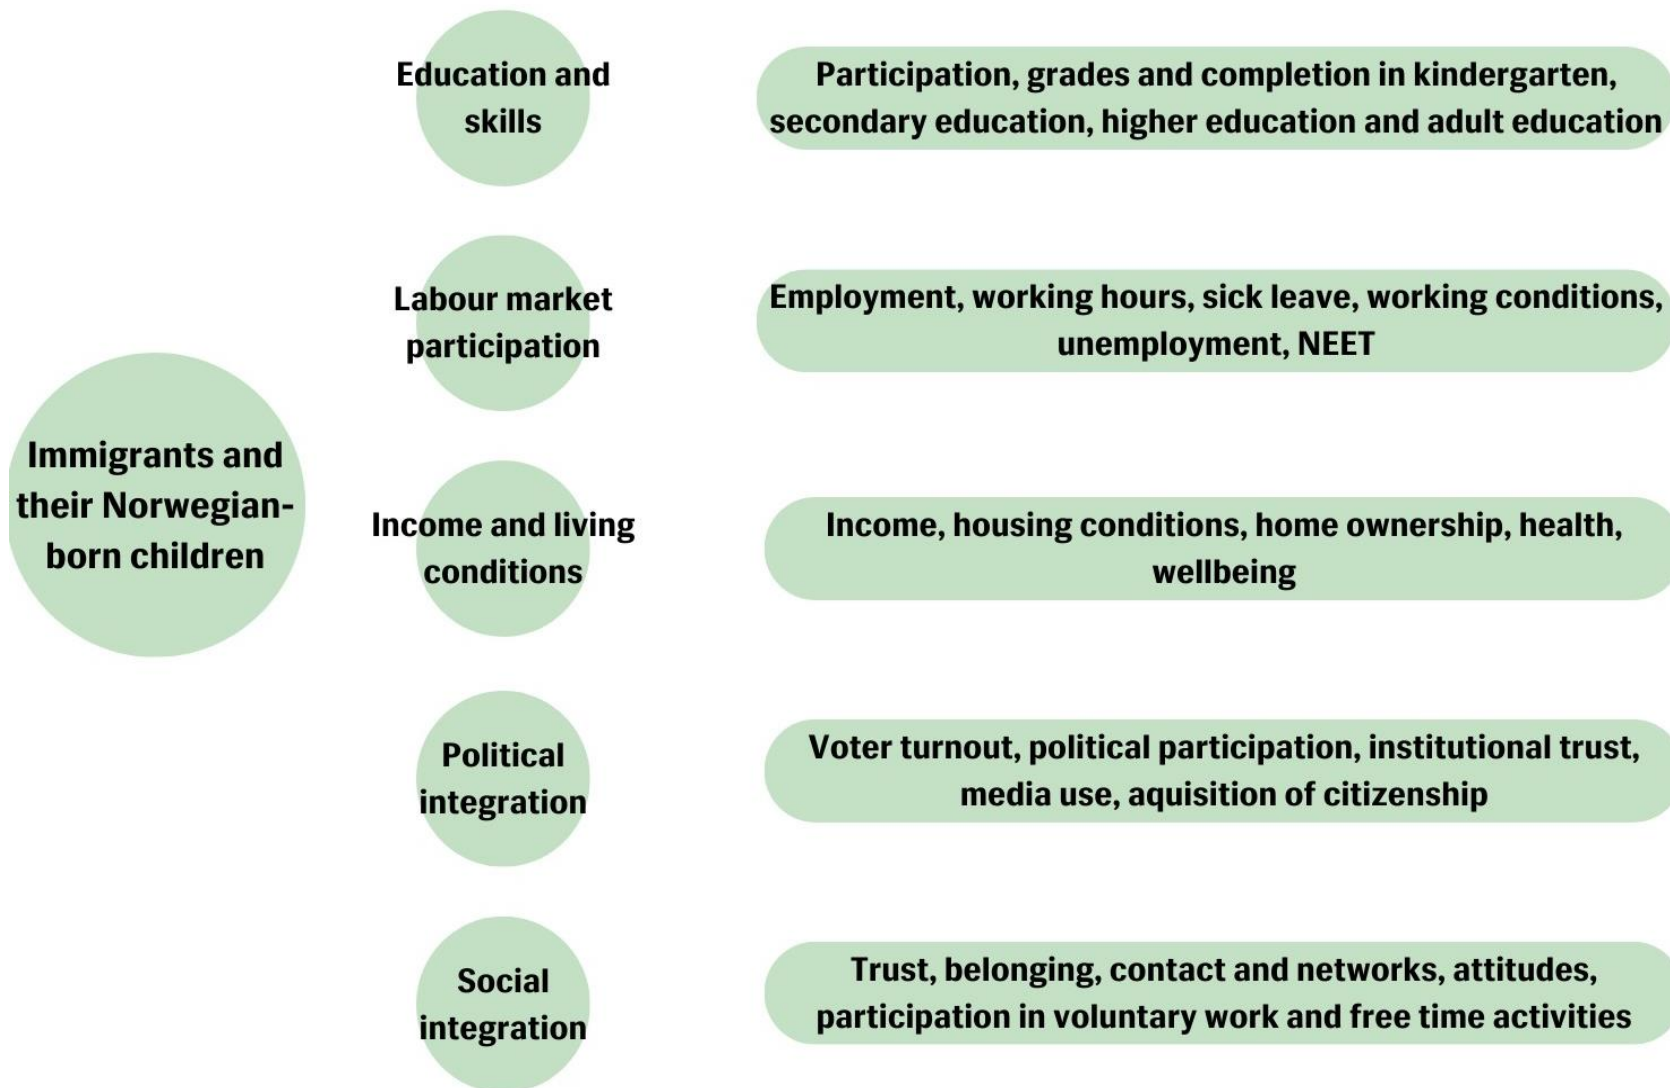 Education and
skills
Participation, grades and completion in kindergarten,
secondary education, higher education and adult education
Labour market
participation
Employment, working hours, sick leave, working conditions,
unemployment, NEET
Immigrants and
their Norwegian-
born children
Income and living
conditions
Income, housing conditions, home ownership, health,
wellbeing
Political
integration
Voter turnout, political participation, institutional trust,
media use, aquisition of citizenship
Social
integration
Trust, belonging, contact and networks, attitudes,
participation in voluntary work and free time activities